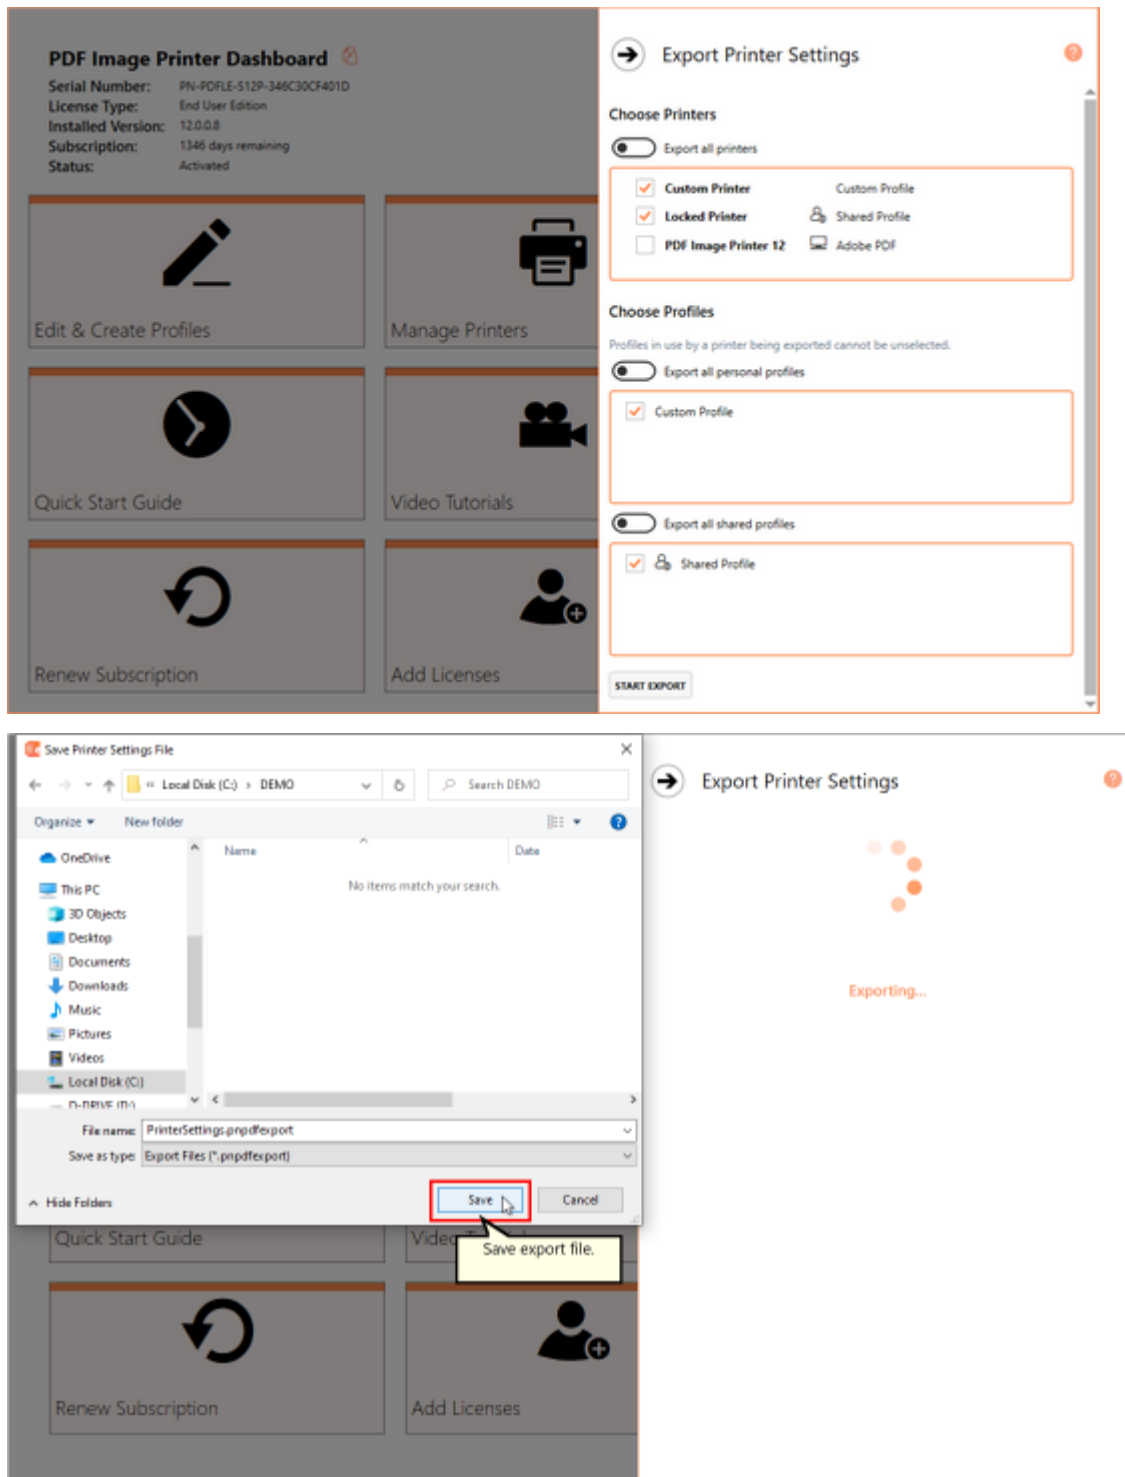 PDF Image Printer Dashboard
Serial Number: PN-PDFLE-S12P-346C30CF401D
License Type: End User Edition
Installed Version: 12.0.0.8
Subscription: 1346 days remaining
Status: Activated
Edit & Create Profiles
Manage Printers
Quick Start Guide
Video Tutorials
Renew Subscription
Add Licenses
Export Printer Settings
?
Choose Printers
Export all printers
Custom Printer Custom Profile
Locked Printer Shared Profile
PDF Image Printer 12 Adobe PDF
Choose Profiles
Profiles in use by a printer being exported cannot be unselected.
Export all personal profiles
Custom Profile
Export all shared profiles
Shared Profile
START EXPORT
Save Printer Settings File
« Local Disk (C:) › DEMO
Search DEMO
Organize
New folder
?
Name
Date
OneDrive
This PC
3D Objects
Desktop
Documents
Downloads
Music
Pictures
Videos
Local Disk (C:)
D-DRIVE (D:)
No items match your search.
File name: PrinterSettings.pnpdfexport
Save as type: Export Files (*.pnpdfexport)
Hide Folders
Save
Cancel
Save export file.
Quick Start Guide
Renew Subscription
Add Licenses
Export Printer Settings
?
Exporting...